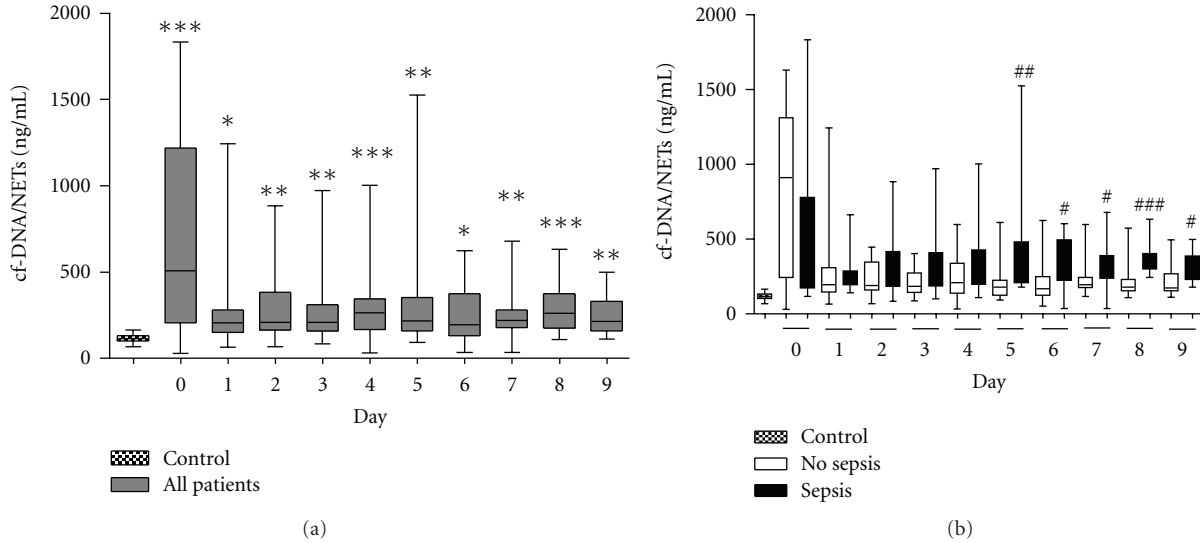 2000
1500
1000
500
0
cf-DNA/NETs (ng/mL)
***
*
**
**
***
**
*
**
***
**
0 1 2 3 4 5 6 7 8 9
Day
Control
All patients
(a)
2000
1500
1000
500
0
cf-DNA/NETs (ng/mL)
##
#
#
###
#
0 1 2 3 4 5 6 7 8 9
Day
Control
No sepsis
Sepsis
(b)